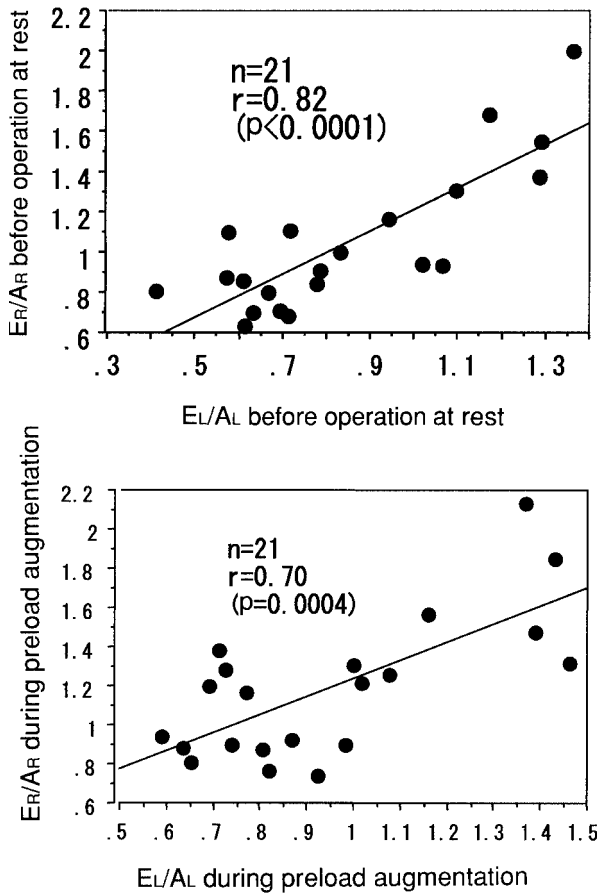 ER/AR before operation at rest
2.2
2
1.8
1.6
1.4
1.2
1
.8
.6
n=21
r=0.82
(p<0.0001)
.3 .5 .7 .9 1.1 1.3
EL/AL before operation at rest
ER/AR during preload augmentation
2.2
2
1.8
1.6
1.4
1.2
1
.8
.6
n=21
r=0.70
(p=0.0004)
.5 .6 .7 .8 .9 1 1.1 1.2 1.3 1.4 1.5
EL/AL during preload augmentation